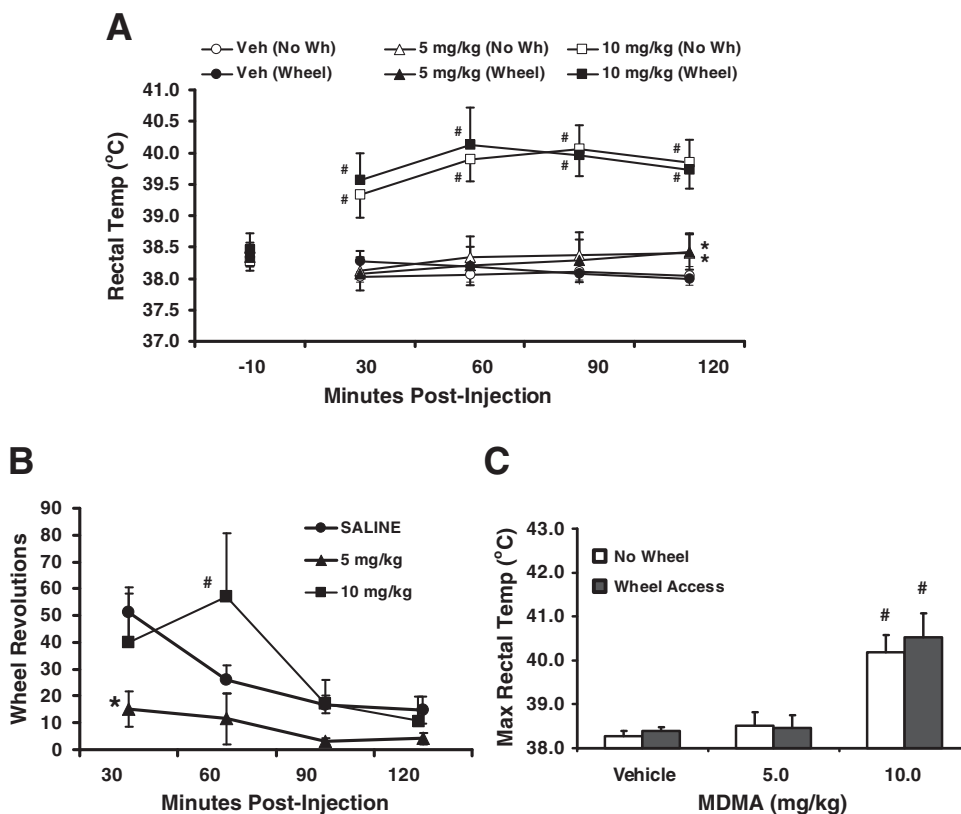 A
Veh (No Wh) 5 mg/kg (No Wh) 10 mg/kg (No Wh)
Veh (Wheel) 5 mg/kg (Wheel) 10 mg/kg (Wheel)
Rectal Temp (°C)
41.0
40.5
40.0
39.5
39.0
38.5
38.0
37.5
37.0
# # # #
# # # #
*
*
-10 30 60 90 120
Minutes Post-Injection
B
Wheel Revolutions
90
80
70
60
50
40
30
20
10
0
SALINE
5 mg/kg
10 mg/kg
#
*
30 60 90 120
Minutes Post-Injection
C
Max Rectal Temp (°C)
43.0
42.0
41.0
40.0
39.0
38.0
No Wheel
Wheel Access
# #
Vehicle 5.0 10.0
MDMA (mg/kg)